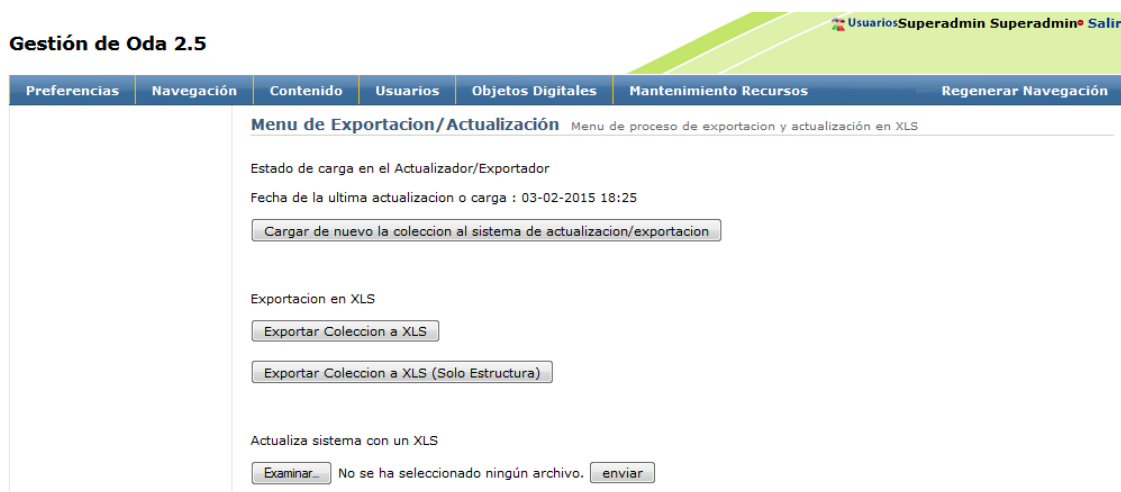 UsuariosSuperadmin Superadmin Salir
Gestión de Oda 2.5
Preferencias Navegación Contenido Usuarios Objetos Digitales Mantenimiento Recursos Regenerar Navegación
Menu de Exportacion/Actualización Menu de proceso de exportacion y actualización en XLS
Estado de carga en el Actualizador/Exportador
Fecha de la ultima actualizacion o carga : 03-02-2015 18:25
Cargar de nuevo la coleccion al sistema de actualizacion/exportacion
Exportacion en XLS
Exportar Coleccion a XLS
Exportar Coleccion a XLS (Solo Estructura)
Actualiza sistema con un XLS
Examinar... No se ha seleccionado ningún archivo. enviar